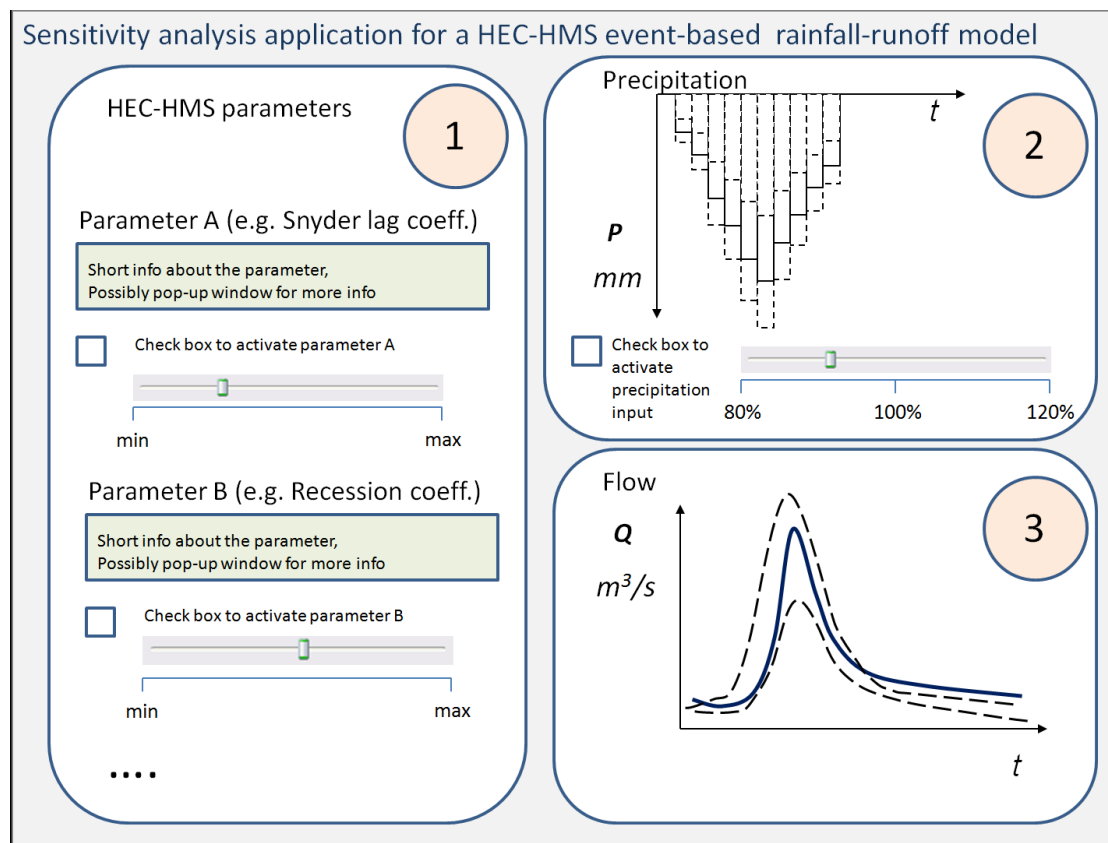 Sensitivity analysis application for a HEC-HMS event-based rainfall-runoff model
HEC-HMS parameters
1
Parameter A (e.g. Snyder lag coeff.)
Short info about the parameter,
Possibly pop-up window for more info
Check box to activate parameter A
min
max
Parameter B (e.g. Recession coeff.)
Short info about the parameter,
Possibly pop-up window for more info
Check box to activate parameter B
min
max
....
Precipitation
t
2
P
mm
Check box to
activate
precipitation
input
80%
100%
120%
Flow
3
Q
m³/s
t